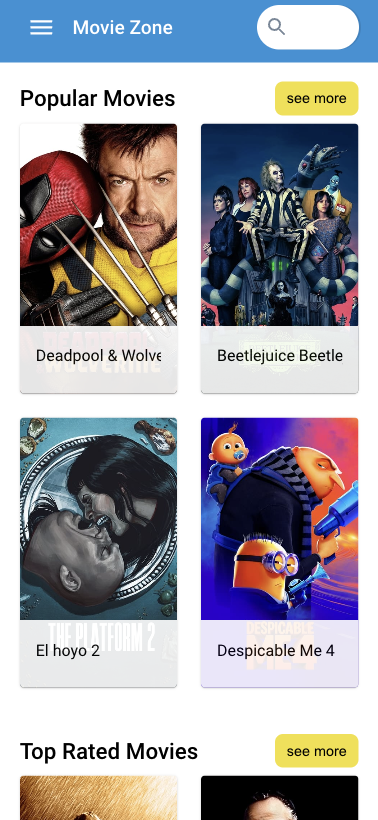 Movie Zone
Popular Movies
see more
Deadpool & Wolve
Beetlejuice Beetle
THE PLATFORM 2
El hoyo 2
DESPICABLE
ME 4
Despicable Me 4
Top Rated Movies
see more